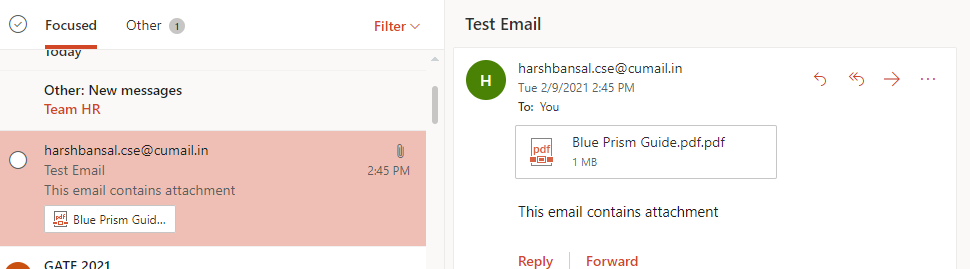 Focused Other 1 Filter
Today
Other: New messages
Team HR
harshbansal.cse@cumail.in
Test Email 2:45 PM
This email contains attachment
pdf Blue Prism Guid...
GATE 2021
Test Email
H harshbansal.cse@cumail.in
Tue 2/9/2021 2:45 PM
To: You
pdf Blue Prism Guide.pdf.pdf
1 MB
This email contains attachment
Reply Forward